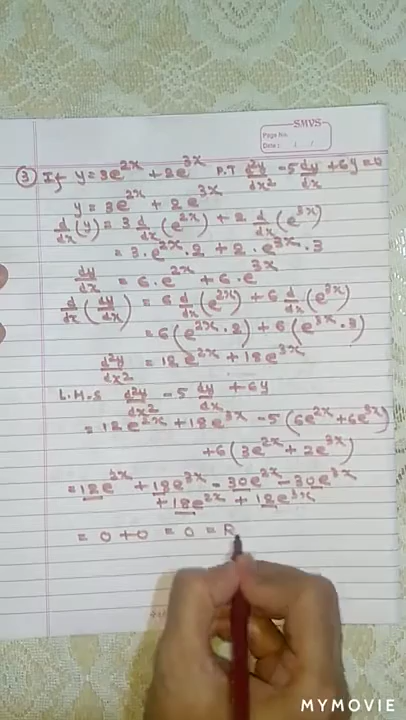 SMVS
Page No.
Date : / /
③ If y = 3e^2x + 2e^3x P.T d²y/dx² - 5 dy/dx + 6y = 0
y = 3e^2x + 2e^3x
d/dx (y) = 3 d/dx (e^2x) + 2 d/dx (e^3x)
= 3.e^2x.2 + 2.e^3x.3
dy/dx = 6.e^2x + 6.e^3x
d/dx (dy/dx) = 6 d/dx (e^2x) + 6 d/dx (e^3x)
= 6(e^2x.2) + 6(e^3x.3)
d²y/dx² = 12e^2x + 18e^3x
L.H.S d²y/dx² - 5 dy/dx + 6y
= 12e^2x + 18e^3x - 5(6e^2x + 6e^3x)
+6(3e^2x + 2e^3x)
= 12e^2x + 18e^3x - 30e^2x - 30e^3x
+ 18e^2x + 12e^3x
= 0 + 0 = 0 = R
MYMOVIE